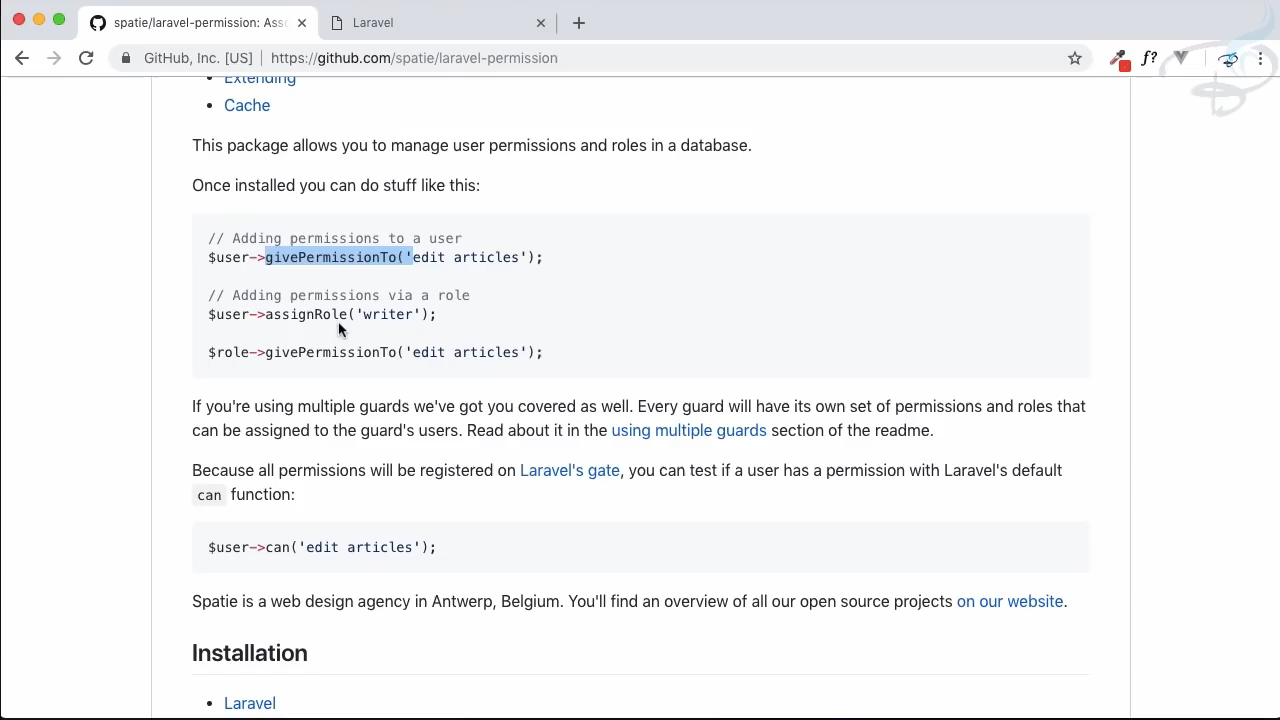 spatie/laravel-permission: Asso
Laravel
GitHub, Inc. [US]
https://github.com/spatie/laravel-permission
f?
Extending
Cache
This package allows you to manage user permissions and roles in a database.
Once installed you can do stuff like this:
// Adding permissions to a user
$user->givePermissionTo('edit articles');
// Adding permissions via a role
$user->assignRole('writer');
$role->givePermissionTo('edit articles');
If you're using multiple guards we've got you covered as well. Every guard will have its own set of permissions and roles that
can be assigned to the guard's users. Read about it in the using multiple guards section of the readme.
Because all permissions will be registered on Laravel's gate, you can test if a user has a permission with Laravel's default
can function:
$user->can('edit articles');
Spatie is a web design agency in Antwerp, Belgium. You'll find an overview of all our open source projects on our website.
Installation
Laravel